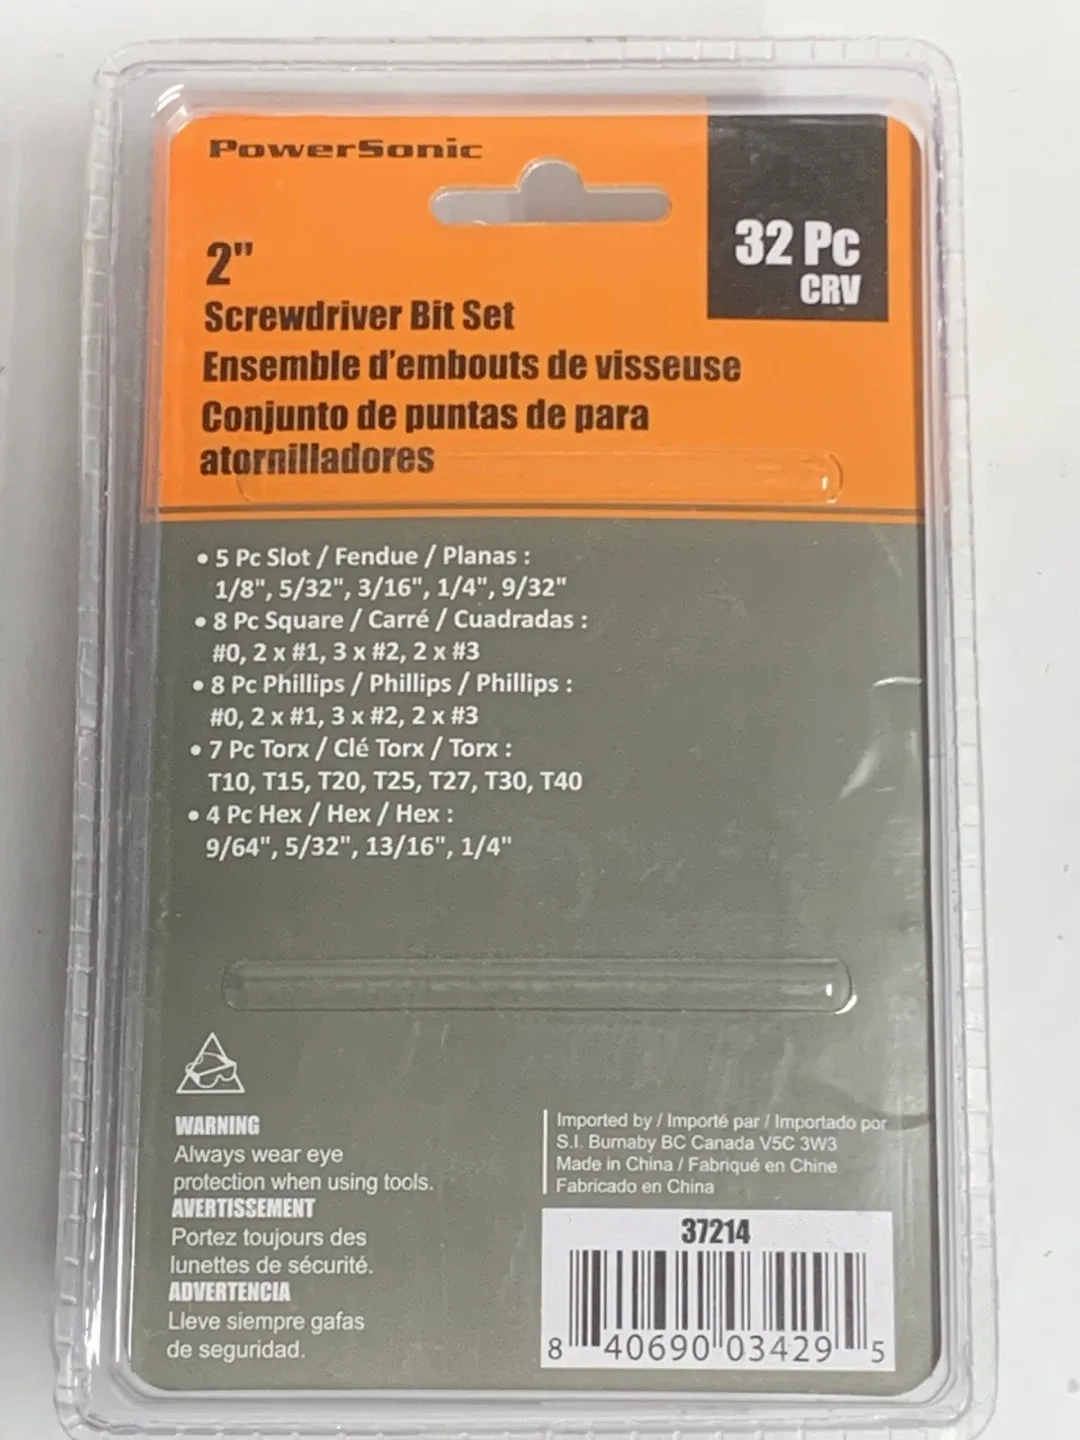 PowerSonic
32 Pc
CRV
2"
Screwdriver Bit Set
Ensemble d'embouts de visseuse
Conjunto de puntas de para
atornilladores
• 5 Pc Slot / Fendue / Planas :
1/8", 5/32", 3/16", 1/4", 9/32"
• 8 Pc Square / Carré / Cuadradas :
#0, 2 x #1, 3 x #2, 2 x #3
• 8 Pc Phillips / Phillips / Phillips :
#0, 2 x #1, 3 x #2, 2 x #3
• 7 Pc Torx / Clé Torx / Torx :
T10, T15, T20, T25, T27, T30, T40
• 4 Pc Hex / Hex / Hex :
9/64", 5/32", 13/16", 1/4"
WARNING
Always wear eye
protection when using tools.
AVERTISSEMENT
Portez toujours des
lunettes de sécurité.
ADVERTENCIA
Lleve siempre gafas
de seguridad.
Imported by / Importé par / Importado por
S.I. Burnaby BC Canada V5C 3W3
Made in China / Fabriqué en Chine
Fabricado en China
37214
8 40690 03429 5